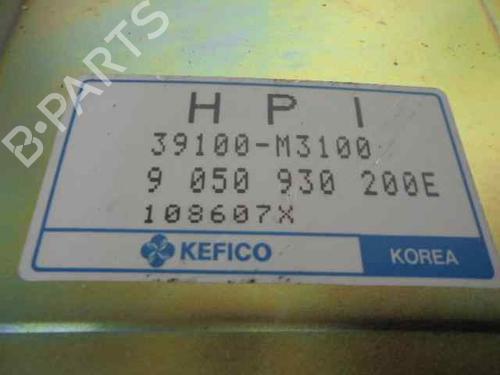 B-PARTS
H P I
39100-M3100
9 050 930 200E
108607X
KEFICO
KOREA